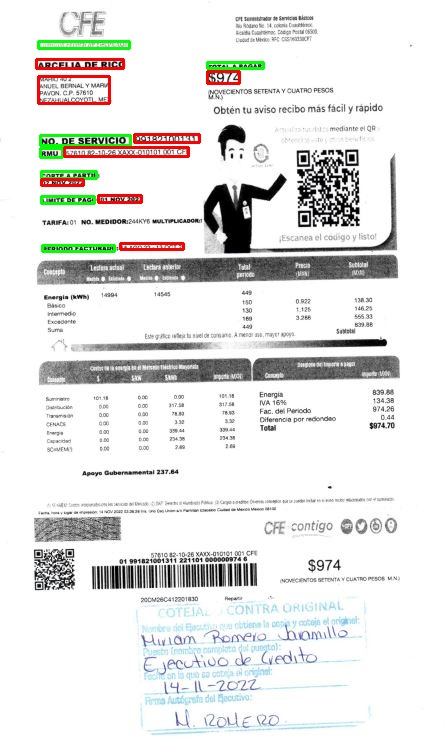 CFE
CFE Suministrador de Servicios Básicos
Río Ródano No. 14, colonia Cuauhtémoc,
Alcaldía Cuauhtémoc, Código Postal 06500,
Ciudad de México. RFC: CSS160330CP7
ARCELIA DE RICO
TOTAL A PAGAR:
$974
(NOVECIENTOS SETENTA Y CUATRO PESOS
M.N.)
MARIO 40 2
ANUEL BERNAL Y MARIA
PAVON. C.P. 57610
NEZAHUALCOYOTL, ME
Obtén tu aviso recibo más fácil y rápido
NO. DE SERVICIO
991821001311
RMU
57610 82-10-26 XAXX-010101 001 CFE
mediante el QR
CORTE A PARTIR
02 NOV 2022
LIMITE DE PAGO
01 NOV 2022
TARIFA: 01 NO. MEDIDOR: 244KY6 MULTIPLICADOR:
¡Escanea el código y listo!
PERIODO FACTURADO:
Concepto Lectura actual Lectura anterior Total periodo Precio (MXN) Subtotal (MXN)
Medida Estimada Medida Estimada
Energía (kWh) 14994 14545 449
Básico 150 0.922 138.30
Intermedio 130 1.125 146.25
Excedente 169 3.286 555.33
Suma 449 839.88
Este gráfico refleja tu nivel de consumo. A menor uso, mayor apoyo. Subtotal
Costos de la energía en el Mercado Eléctrico Mayorista
Concepto $ $/kW $/kWh Importe (MXN)
Suministro 101.18 0.00 0.00 101.18
Distribución 0.00 0.00 317.58 317.58
Transmisión 0.00 0.00 78.93 78.93
CENACE 0.00 0.00 3.32 3.32
Energía 0.00 0.00 339.44 339.44
Capacidad 0.00 0.00 234.38 234.38
SCnMEM(1) 0.00 0.00 2.69 2.69
Desglose del importe a pagar
Concepto Importe (MXN)
Energía 839.88
IVA 16% 134.38
Fac. del Periodo 974.26
Diferencia por redondeo 0.44
Total $974.70
Apoyo Gubernamental 237.64
CFE contigo
57610 82-10-26 XAXX-010101 001 CFE
01 991821001311 221101 000000974 6
$974
(NOVECIENTOS SETENTA Y CUATRO PESOS M.N.)
20DM26C412201830 Reparto
COTEJADO CONTRA ORIGINAL
Nombre del Ejecutivo que obtiene la copia y coteja el original:
Miriam Romero Jaramillo
Puesto (nombre completo del puesto):
Ejecutivo de Credito
Fecha en la que se coteja el original:
14-11-2022
Firma Autógrafa del Ejecutivo:
M. ROMERO.